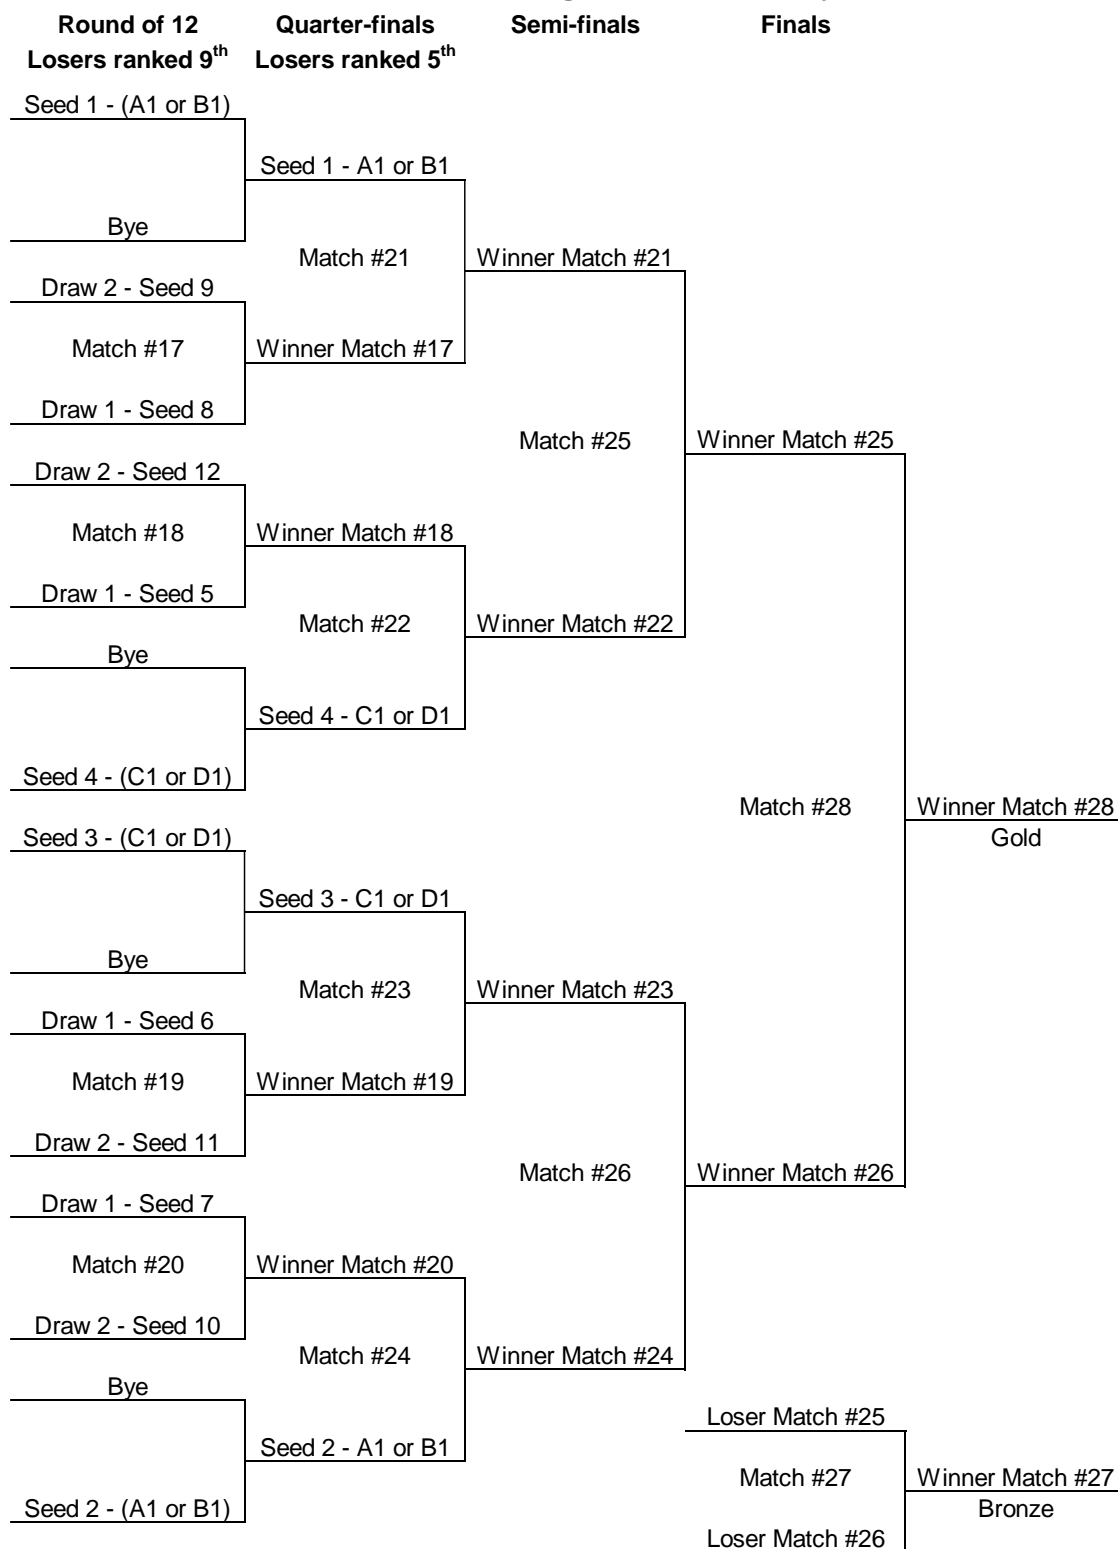 Round of 12 Quarter-finals Semi-finals Finals
Losers ranked 9th Losers ranked 5th
Seed 1 - (A1 or B1)
Seed 1 - A1 or B1
Bye
Match #21 Winner Match #21
Draw 2 - Seed 9
Match #17 Winner Match #17
Draw 1 - Seed 8
Match #25 Winner Match #25
Draw 2 - Seed 12
Match #18 Winner Match #18
Draw 1 - Seed 5
Match #22 Winner Match #22
Bye
Seed 4 - C1 or D1
Seed 4 - (C1 or D1)
Match #28 Winner Match #28
Seed 3 - (C1 or D1)
Gold
Seed 3 - C1 or D1
Bye
Match #23 Winner Match #23
Draw 1 - Seed 6
Match #19 Winner Match #19
Draw 2 - Seed 11
Match #26 Winner Match #26
Draw 1 - Seed 7
Match #20 Winner Match #20
Draw 2 - Seed 10
Match #24 Winner Match #24
Bye
Loser Match #25
Seed 2 - A1 or B1
Match #27 Winner Match #27
Seed 2 - (A1 or B1)
Bronze
Loser Match #26